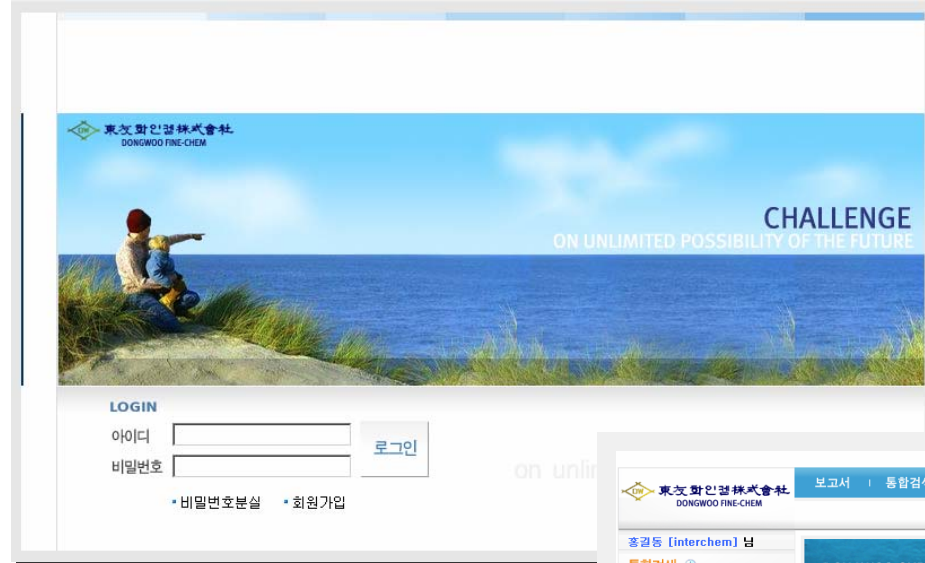 東友화인켐株式會社
DONGWOO FINE-CHEM
CHALLENGE
ON UNLIMITED POSSIBILITY OF THE FUTURE
LOGIN
아이디
로그인
비밀번호
비밀번호분실 회원가입
on unli
東友화인켐株式會社
DONGWOO FINE-CHEM
보고서 통합검색
홍길동 [interchem] 님